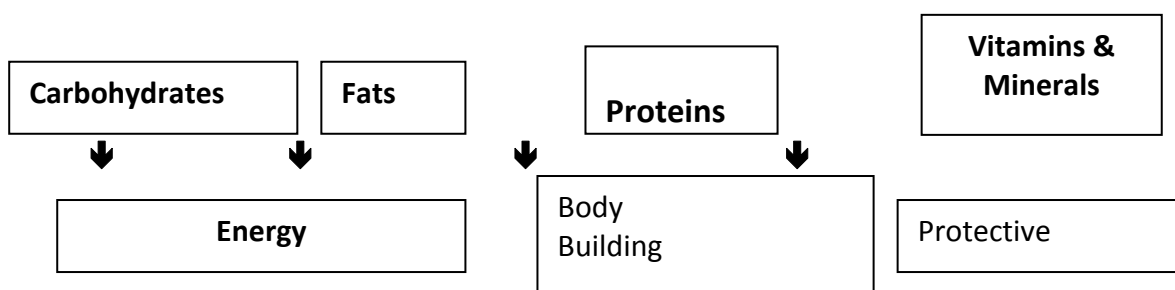 Carbohydrates
Fats
Proteins
Vitamins &
Minerals
Energy
Body
Building
Protective